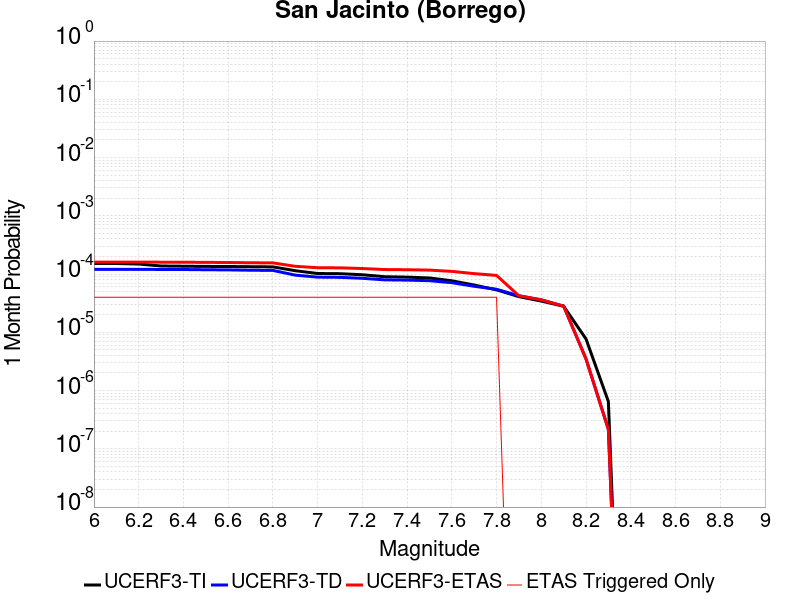 San Jacinto (Borrego)
10^0
10^-1
10^-2
10^-3
10^-4
10^-5
10^-6
10^-7
10^-8
1 Month Probability
6 6.2 6.4 6.6 6.8 7 7.2 7.4 7.6 7.8 8 8.2 8.4 8.6 8.8 9
Magnitude
UCERF3-TI UCERF3-TD UCERF3-ETAS ETAS Triggered Only